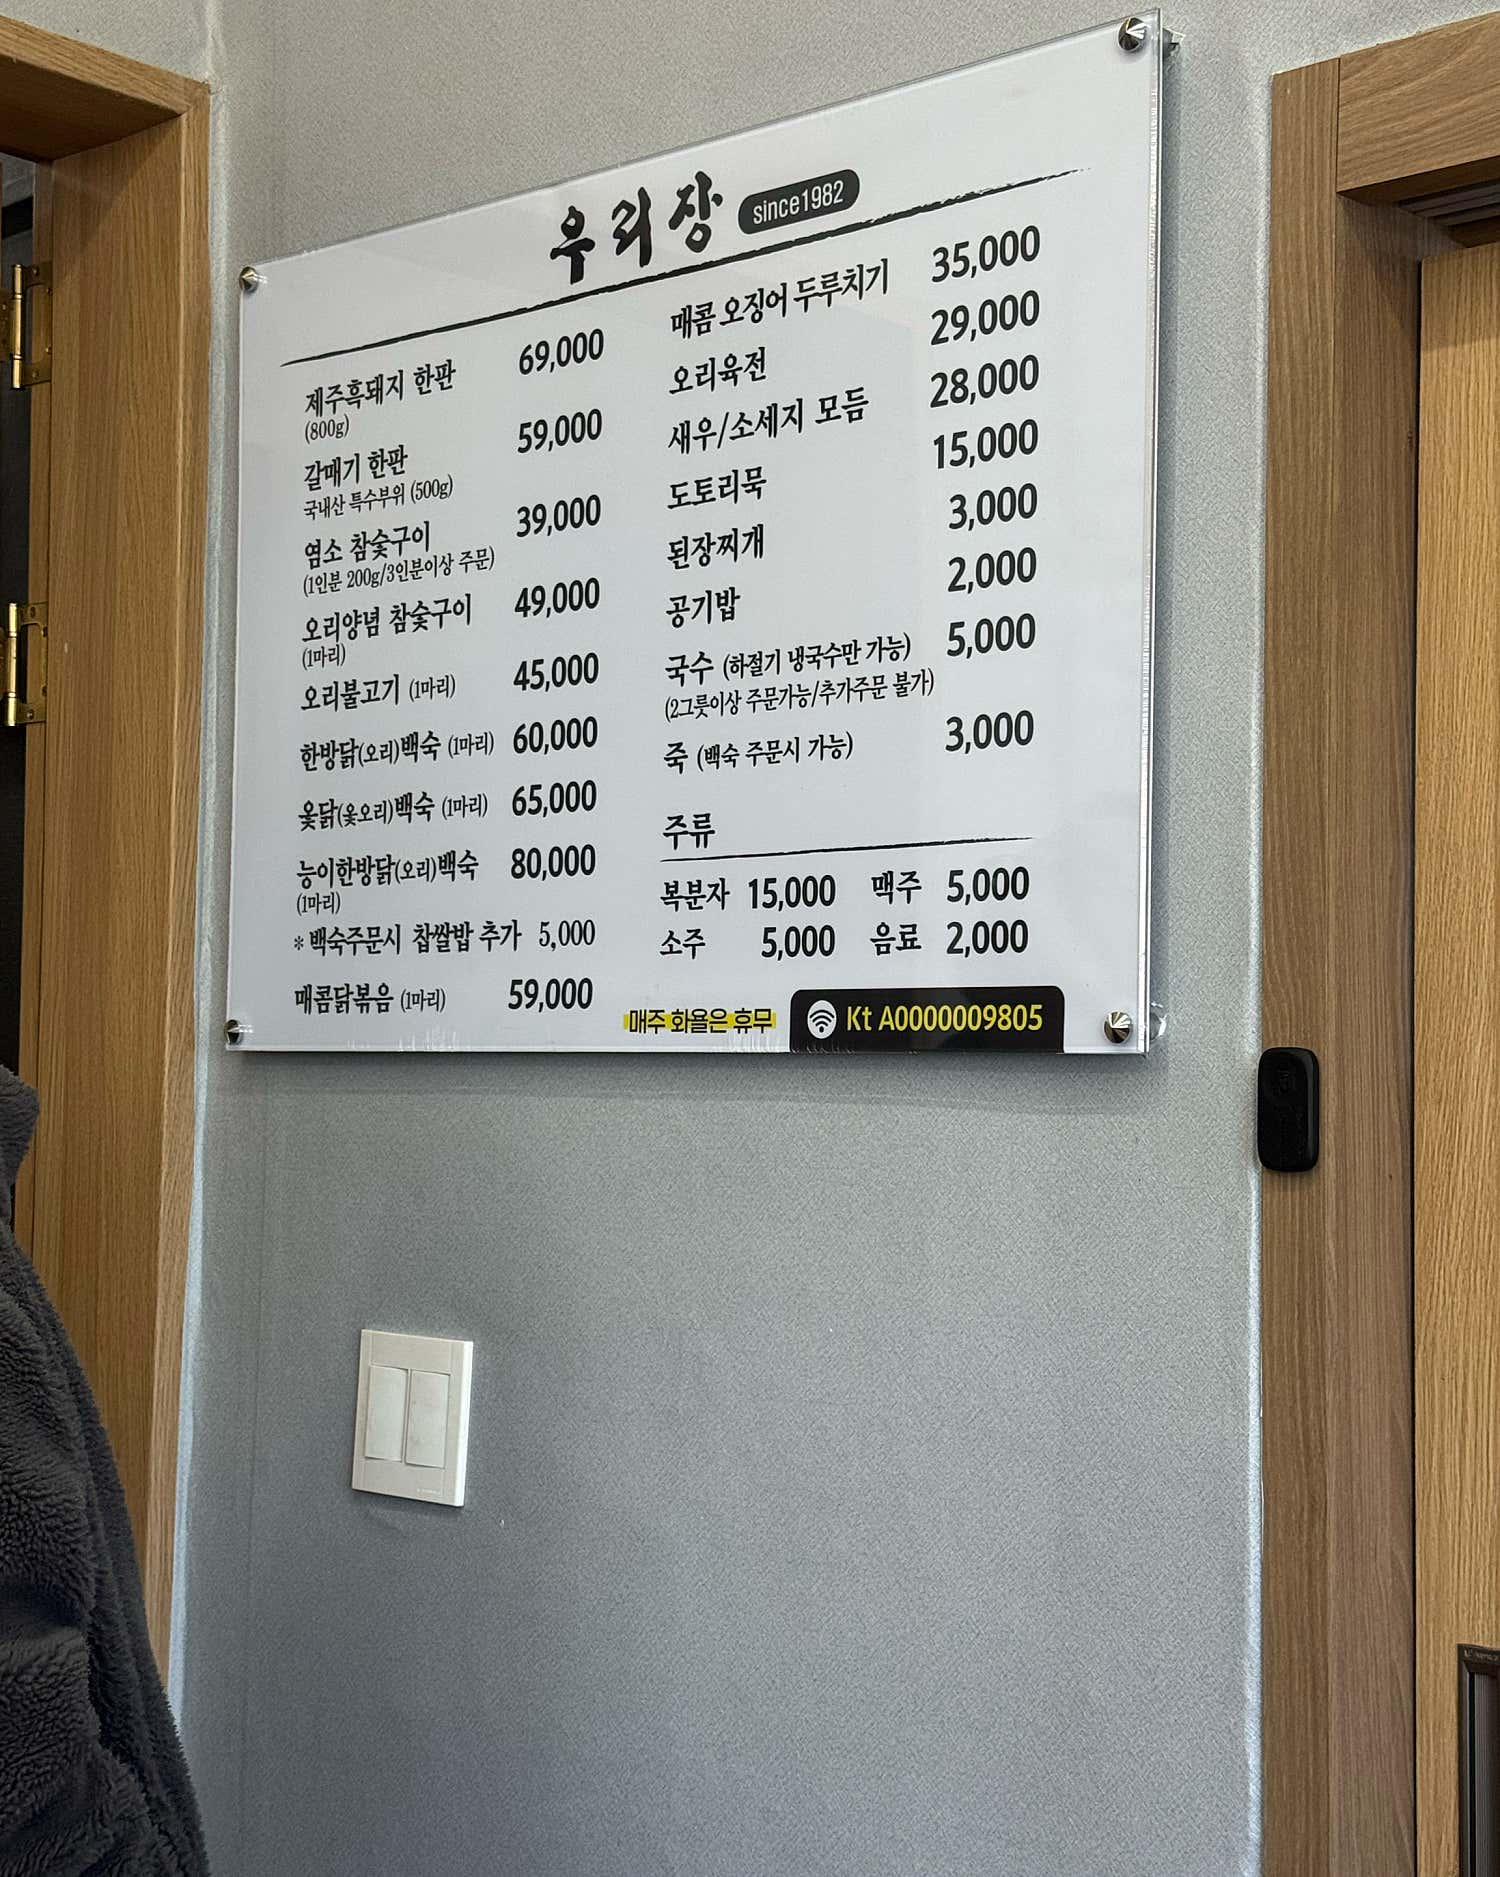 우리장 since1982
제주흑돼지 한판 69,000
(800g)
갈매기 한판 59,000
국내산 특수부위 (500g)
염소 참숯구이 39,000
(1인분 200g/3인분이상 주문)
오리양념 참숯구이 49,000
(1마리)
오리불고기 (1마리) 45,000
한방닭(오리)백숙 (1마리) 60,000
옻닭(옻오리)백숙 (1마리) 65,000
능이한방닭(오리)백숙 80,000
(1마리)
* 백숙주문시 찹쌀밥 추가 5,000
매콤닭볶음 (1마리) 59,000
매콤 오징어 두루치기 35,000
오리육전 29,000
새우/소세지 모듬 28,000
도토리묵 15,000
된장찌개 3,000
공기밥 2,000
국수 (하절기 냉국수만 가능) 5,000
(2그릇이상 주문가능/추가주문 불가)
죽 (백숙 주문시 가능) 3,000
주류
복분자 15,000 맥주 5,000
소주 5,000 음료 2,000
매주 화욜은 휴무 Kt A0000009805